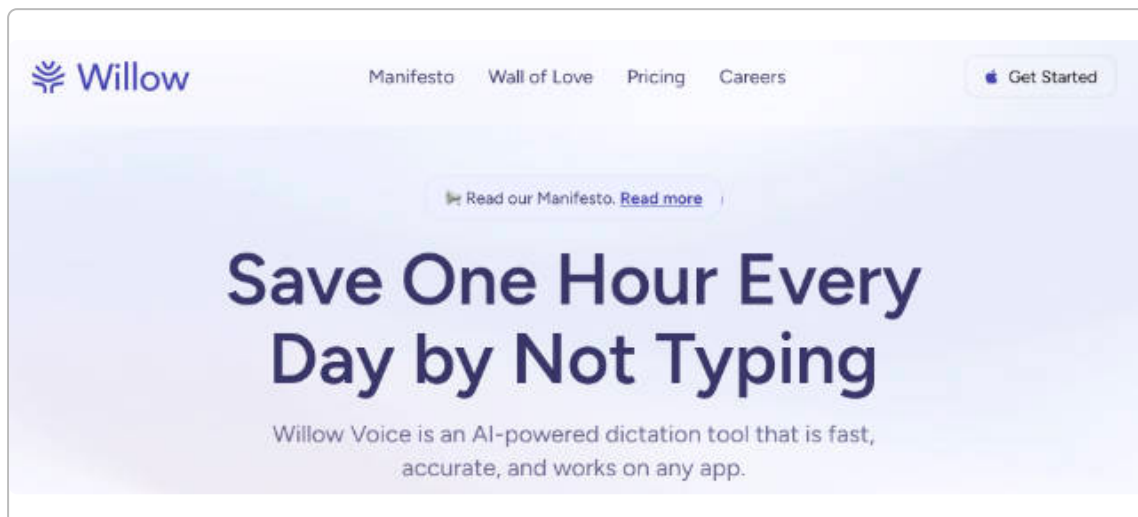 Willow
Manifesto Wall of Love Pricing Careers
Get Started
Read our Manifesto. Read more
Save One Hour Every
Day by Not Typing
Willow Voice is an AI-powered dictation tool that is fast,
accurate, and works on any app.